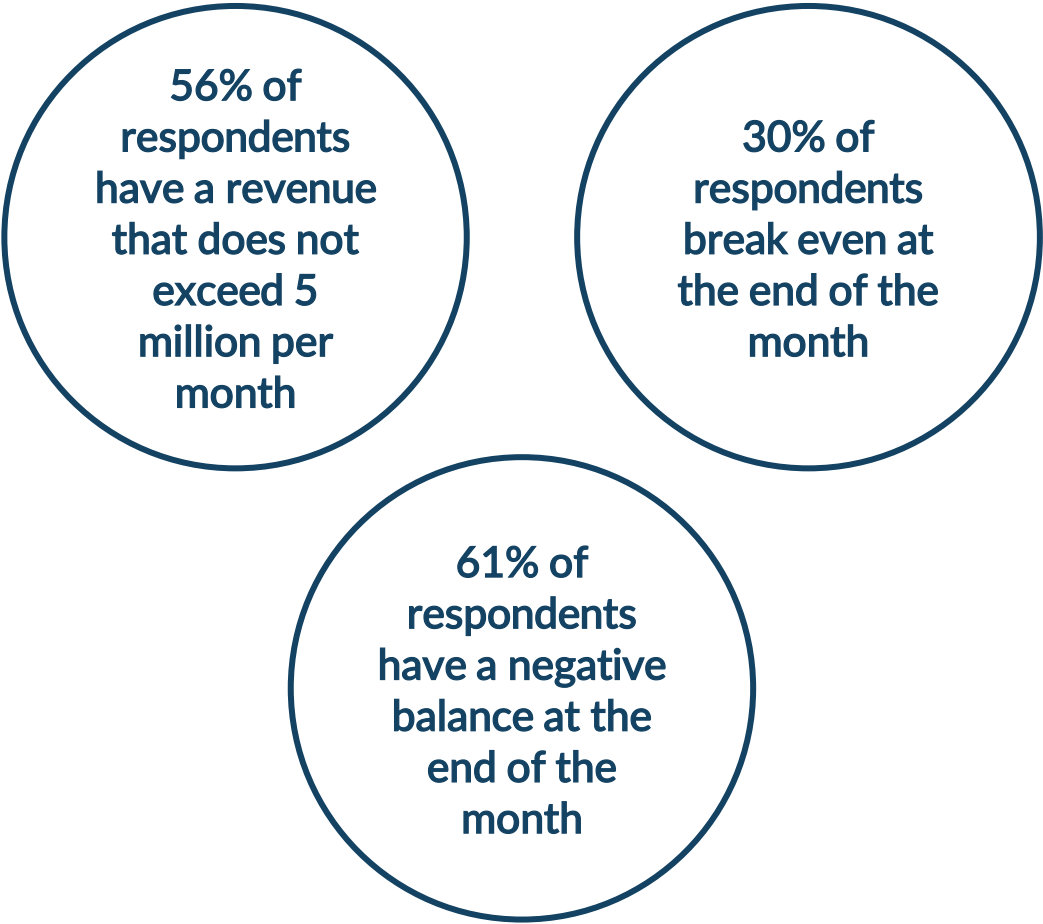 56% of
respondents
have a revenue
that does not
exceed 5
million per
month
30% of
respondents
break even at
the end of the
month
61% of
respondents
have a negative
balance at the
end of the
month